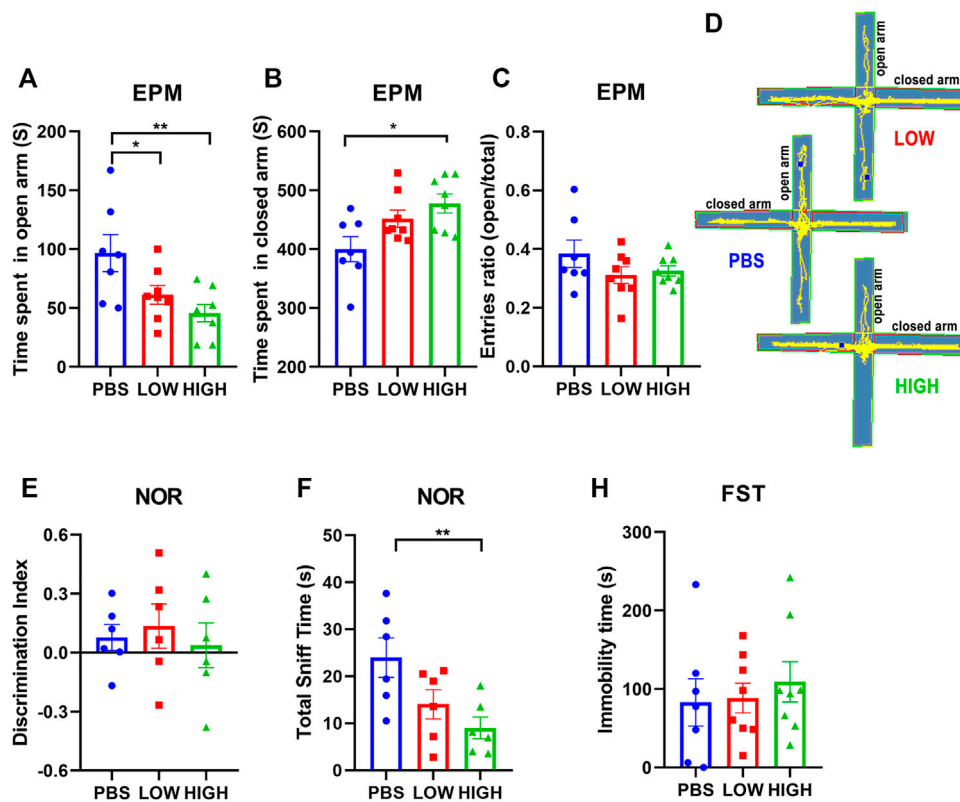 A
EPM
Time spent in open arm (S)
200
150
100
50
0
**
*
PBS LOW HIGH
B
EPM
Time spent in closed arm (S)
600
500
400
300
200
*
PBS LOW HIGH
C
EPM
Entries ratio (open/total)
0.8
0.6
0.4
0.2
0.0
PBS LOW HIGH
D
open arm
closed arm
LOW
open arm
closed arm
PBS
open arm
closed arm
HIGH
E
NOR
Discrimination Index
0.6
0.3
0.0
-0.3
-0.6
PBS LOW HIGH
F
NOR
Total Sniff Time (s)
50
40
30
20
10
0
**
PBS LOW HIGH
H
FST
Immobility time (s)
300
200
100
0
PBS LOW HIGH